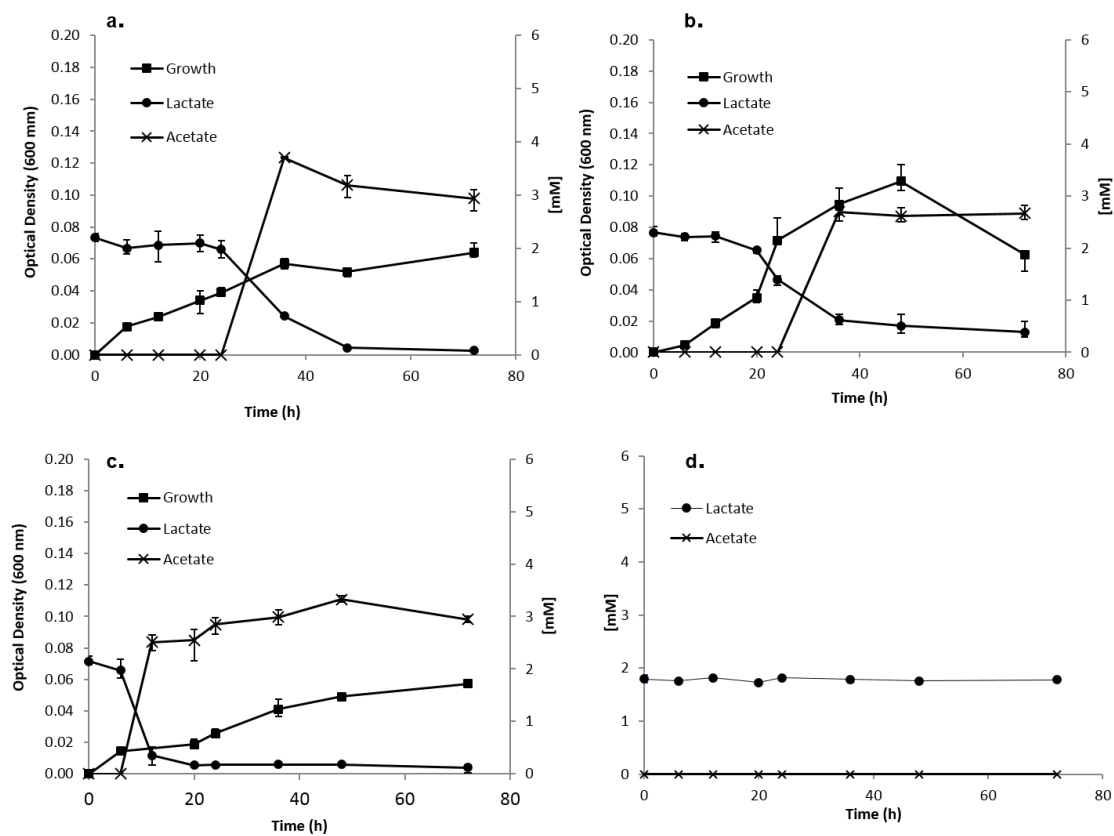 a.
0.20
0.18
0.16
0.14
0.12
0.10
0.08
0.06
0.04
0.02
0.00
Optical Density (600 mm)
Growth
Lactate
Acetate
6
5
4
3
2
1
0
[mM]
0 20 40 60 80
Time (h)
b.
0.20
0.18
0.16
0.14
0.12
0.10
0.08
0.06
0.04
0.02
0.00
Optical Density (600 nm)
Growth
Lactate
Acetate
6
5
4
3
2
1
0
[mM]
0 20 40 60 80
Time (h)
c.
0.20
0.18
0.16
0.14
0.12
0.10
0.08
0.06
0.04
0.02
0.00
Optical Density (600 nm)
Growth
Lactate
Acetate
6
5
4
3
2
1
0
[mM]
0 20 40 60 80
Time (h)
d.
6
5
4
3
2
1
0
[mM]
Lactate
Acetate
0 20 40 60 80
Time (h)